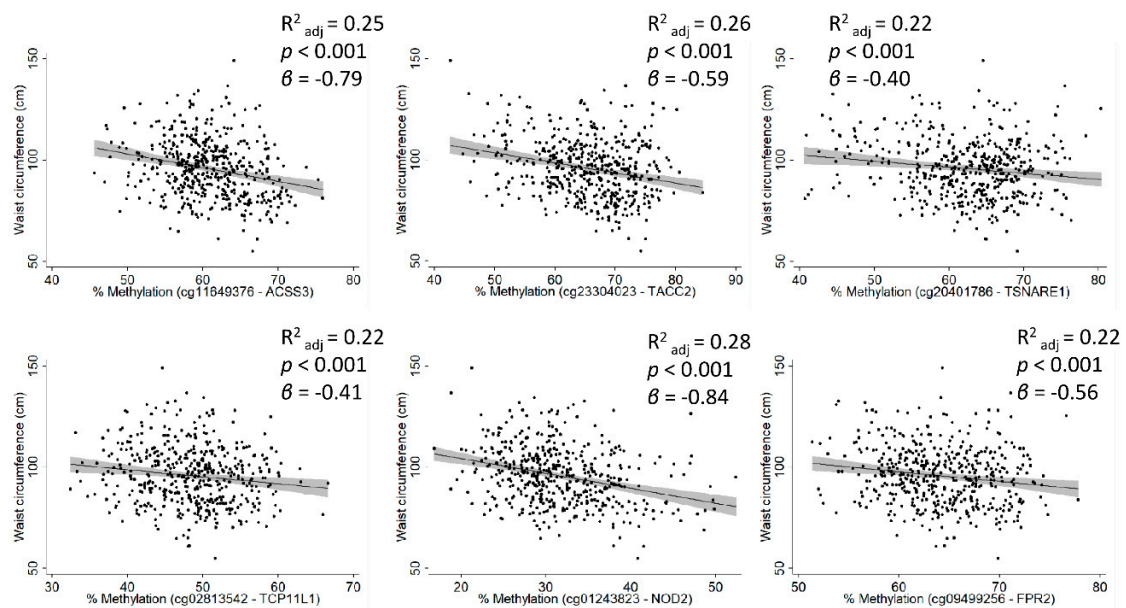 R² adj = 0.25
p < 0.001
β = -0.79
Waist circumference (cm)
150
100
50
40 50 60 70 80
% Methylation (cg11649376 - ACSS3)
R² adj = 0.26
p < 0.001
β = -0.59
Waist circumference (cm)
150
100
50
40 50 60 70 80 90
% Methylation (cg23304023 - TACC2)
R² adj = 0.22
p < 0.001
β = -0.40
Waist circumference (cm)
150
100
50
40 50 60 70 80
% Methylation (cg20401786 - TSNARE1)
R² adj = 0.22
p < 0.001
β = -0.41
Waist circumference (cm)
150
100
50
30 40 50 60 70
% Methylation (cg02813542 - TCP11L1)
R² adj = 0.28
p < 0.001
β = -0.84
Waist circumference (cm)
150
100
50
20 30 40 50
% Methylation (cg01243823 - NOD2)
R² adj = 0.22
p < 0.001
β = -0.56
Waist circumference (cm)
150
100
50
50 60 70 80
% Methylation (cg09499256 - FPR2)